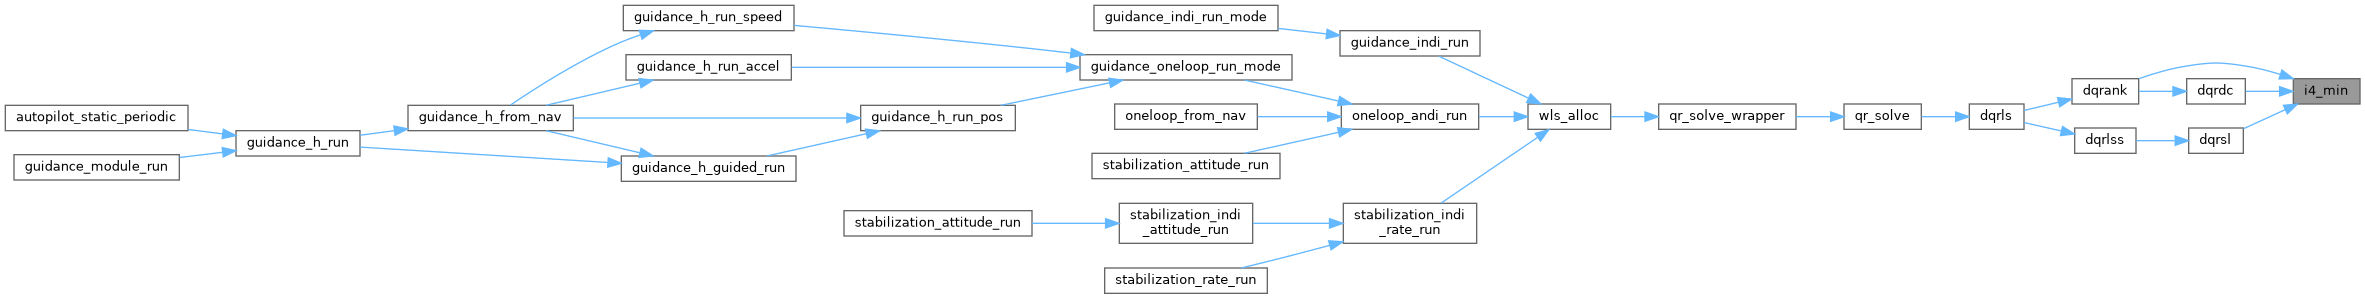 guidance_h_run_speed
guidance_indi_run_mode
guidance_indi_run
guidance_h_run_accel
guidance_oneloop_run_mode
dqrank
dqrdc
i4_min
autopilot_static_periodic
guidance_h_from_nav
guidance_h_run_pos
oneloop_from_nav
oneloop_andi_run
wls_alloc
qr_solve_wrapper
qr_solve
dqrls
guidance_h_run
dqrlss
dqrsl
guidance_module_run
guidance_h_guided_run
stabilization_attitude_run
stabilization_attitude_run
stabilization_indi
_attitude_run
stabilization_indi
_rate_run
stabilization_rate_run